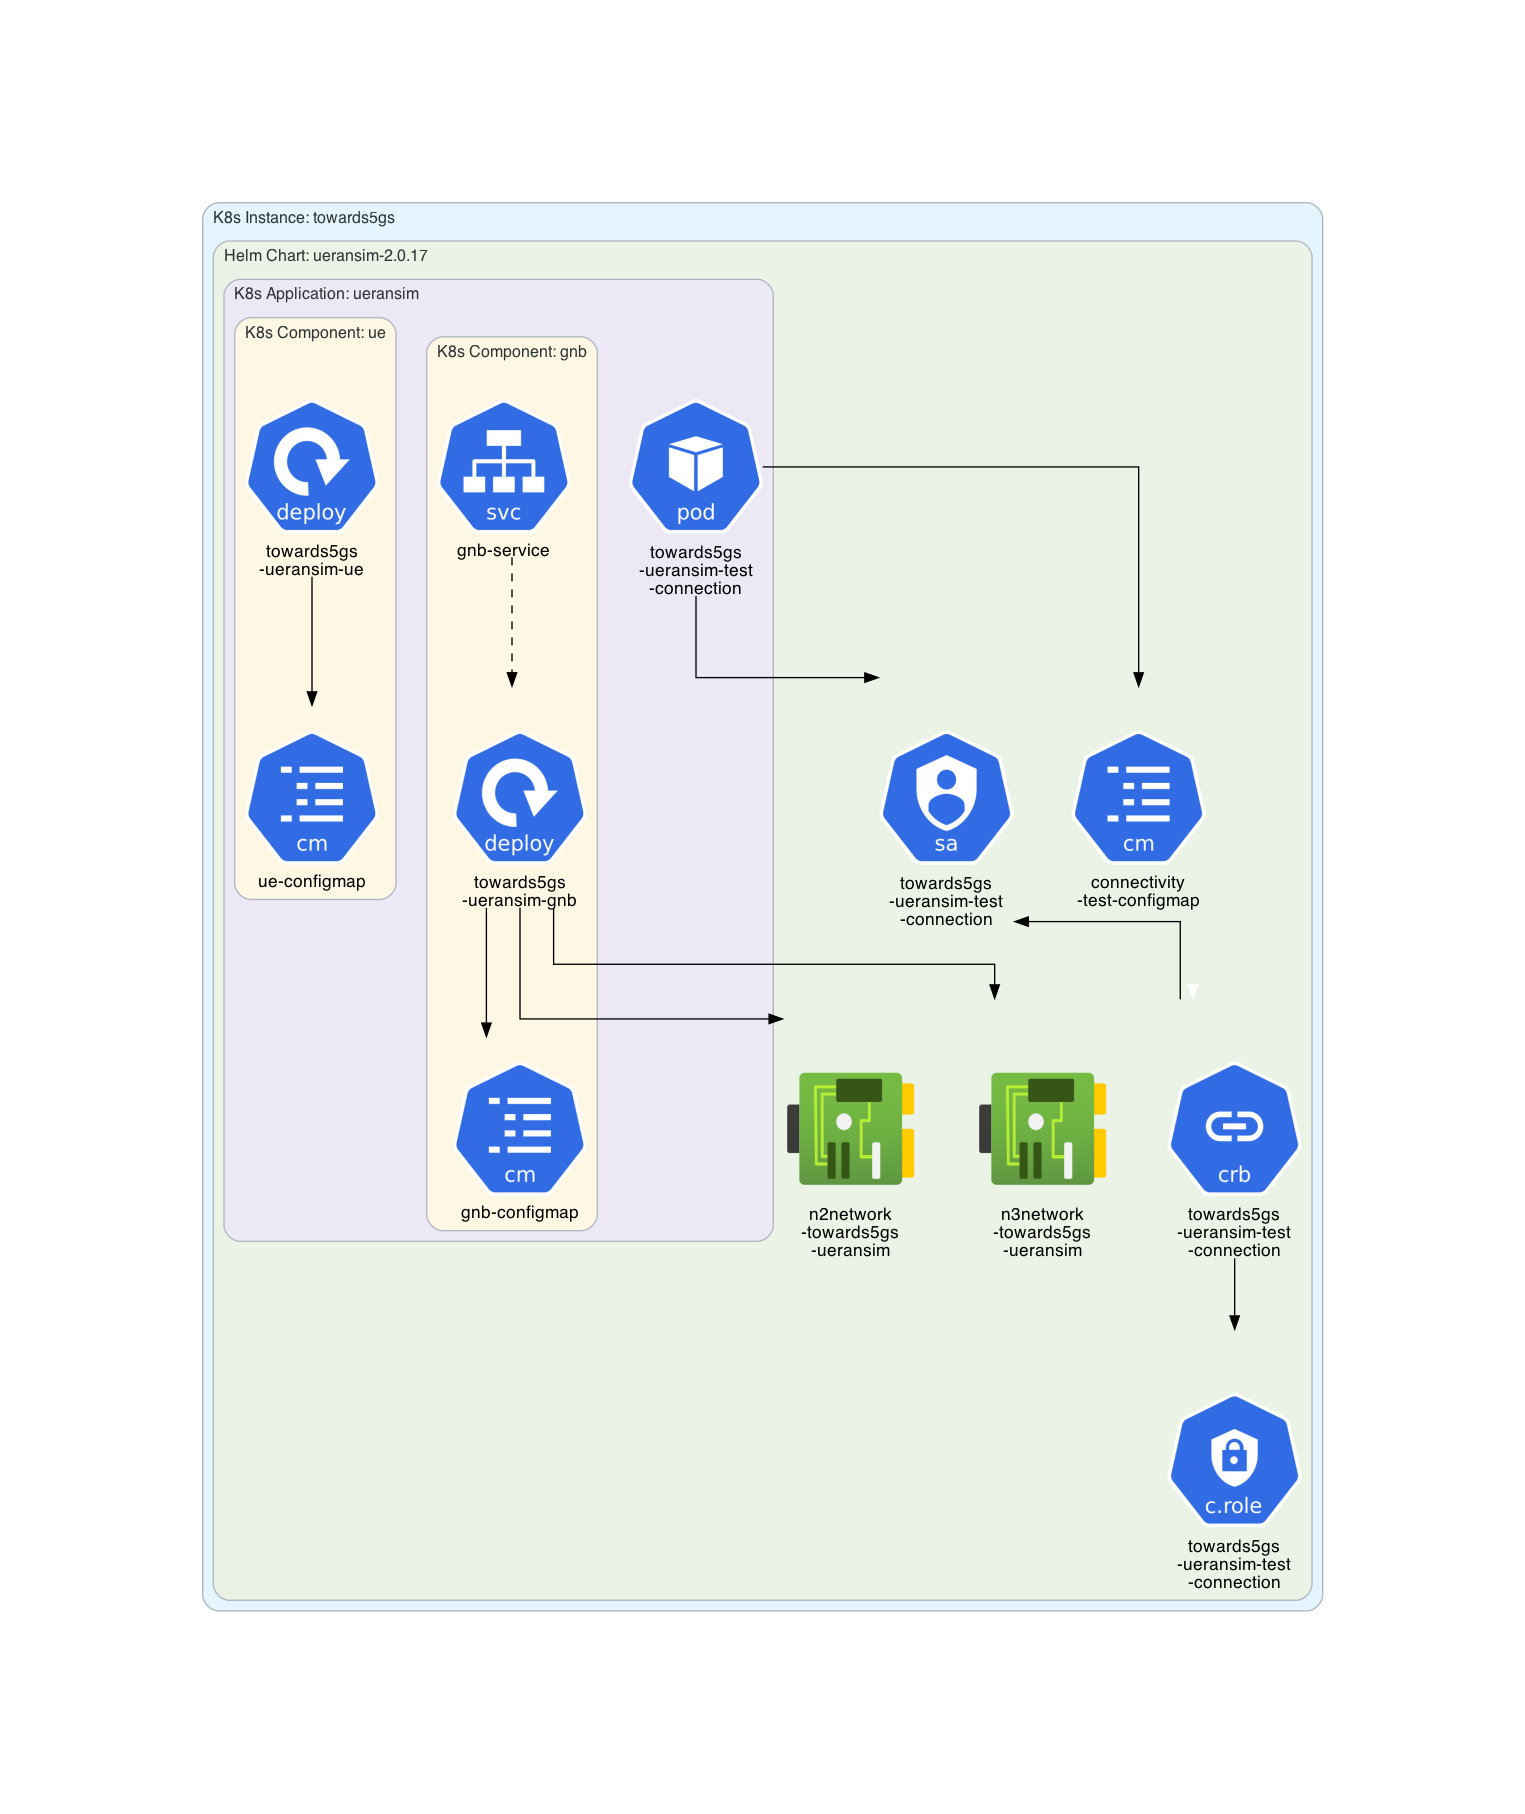 K8s Instance: towards5gs
Helm Chart: ueransim-2.0.17
K8s Application: ueransim
K8s Component: ue
K8s Component: gnb
deploy
towards5gs
-ueransim-ue
svc
gnb-service
pod
towards5gs
-ueransim-test
-connection
cm
ue-configmap
deploy
towards5gs
-ueransim-gnb
sa
towards5gs
-ueransim-test
-connection
cm
connectivity
-test-configmap
cm
gnb-configmap
n2network
-towards5gs
-ueransim
n3network
-towards5gs
-ueransim
crb
towards5gs
-ueransim-test
-connection
c.role
towards5gs
-ueransim-test
-connection